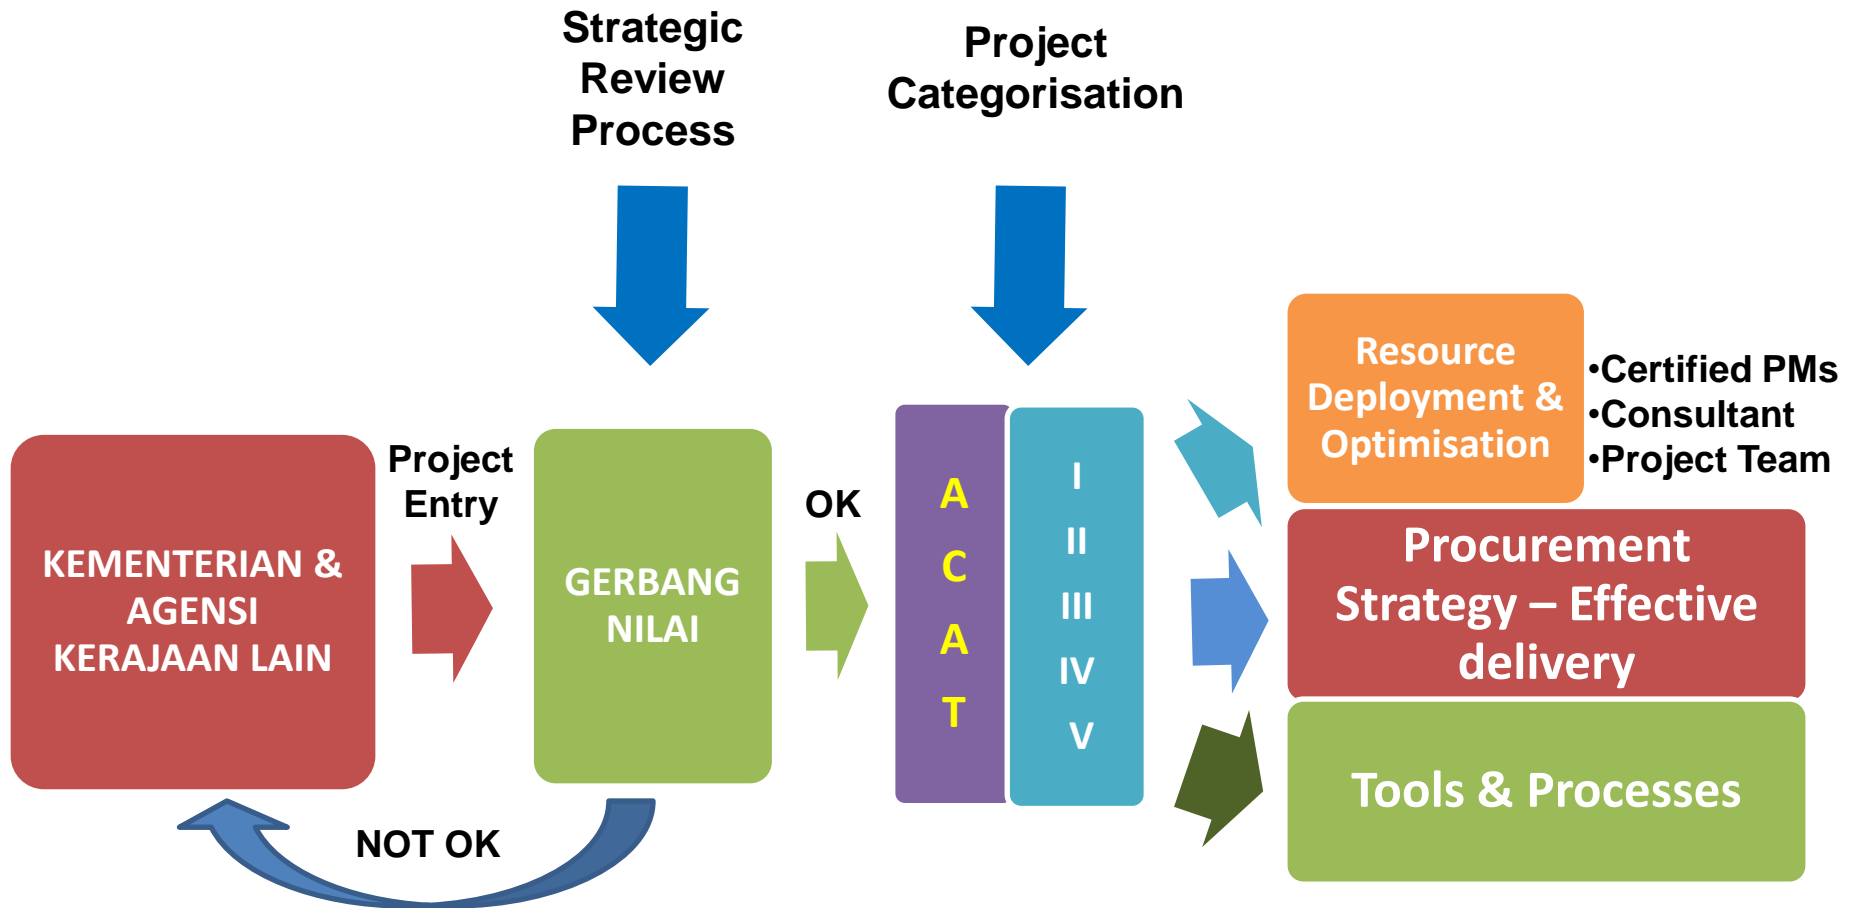 Strategic
Review
Process
Project
Categorisation
KEMENTERIAN &
AGENSI
KERAJAAN LAIN
Project
Entry
GERBANG
NILAI
OK
NOT OK
A
C
A
T
I
II
III
IV
V
Resource
Deployment &
Optimisation
•Certified PMs
•Consultant
•Project Team
Procurement
Strategy – Effective
delivery
Tools & Processes